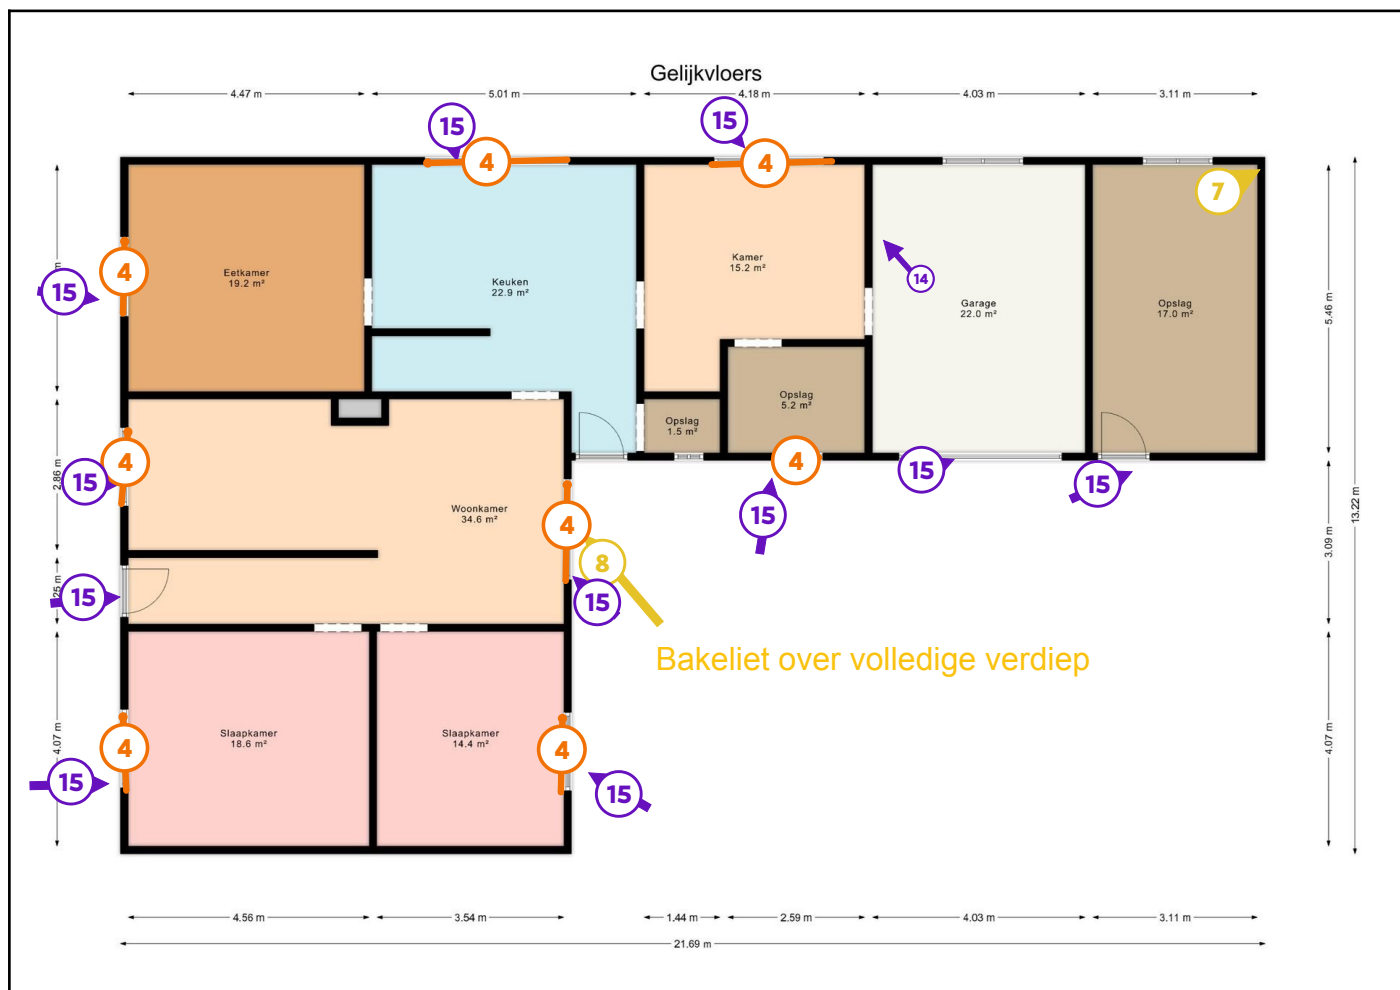 Gelijkvloers
4.47 m
5.01 m
4.18 m
4.03 m
3.11 m
15
15
4
4
7
4
15
Eetkamer
19.2 m²
Keuken
22.9 m²
Kamer
15.2 m²
14
Garage
22.0 m²
Opslag
17.0 m²
5.46 m
Opslag
5.2 m²
Opslag
1.5 m²
4
15
2.86 m
4
15
15
15
Woonkamer
34.6 m²
4
8
15
15
13.22 m
3.09 m
Bakeliet over volledige verdiep
4.07 m
Slaapkamer
18.6 m²
Slaapkamer
14.4 m²
4
15
4
15
4.07 m
4.56 m
3.54 m
1.44 m
2.59 m
4.03 m
3.11 m
21.69 m